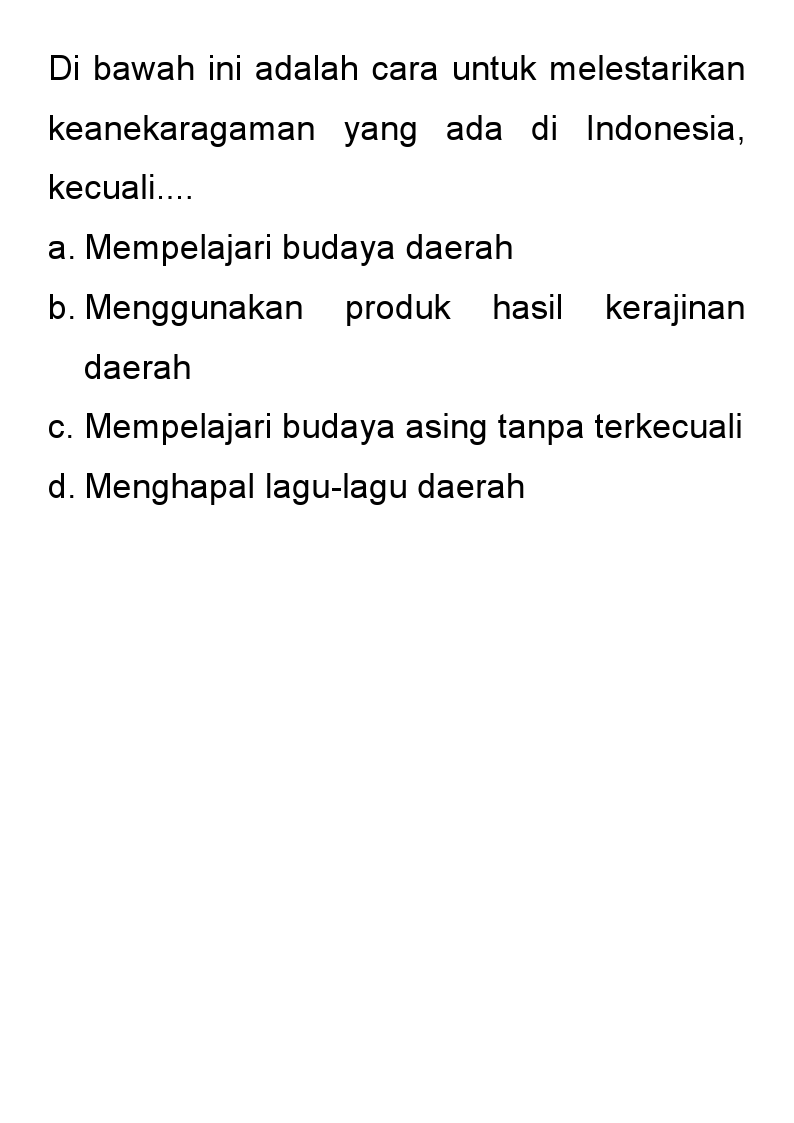 Di bawah ini adalah cara untuk melestarikan
keanekaragaman yang ada di Indonesia,
kecuali....
a. Mempelajari budaya daerah
b. Menggunakan produk hasil kerajinan
daerah
c. Mempelajari budaya asing tanpa terkecuali
d. Menghapal lagu-lagu daerah